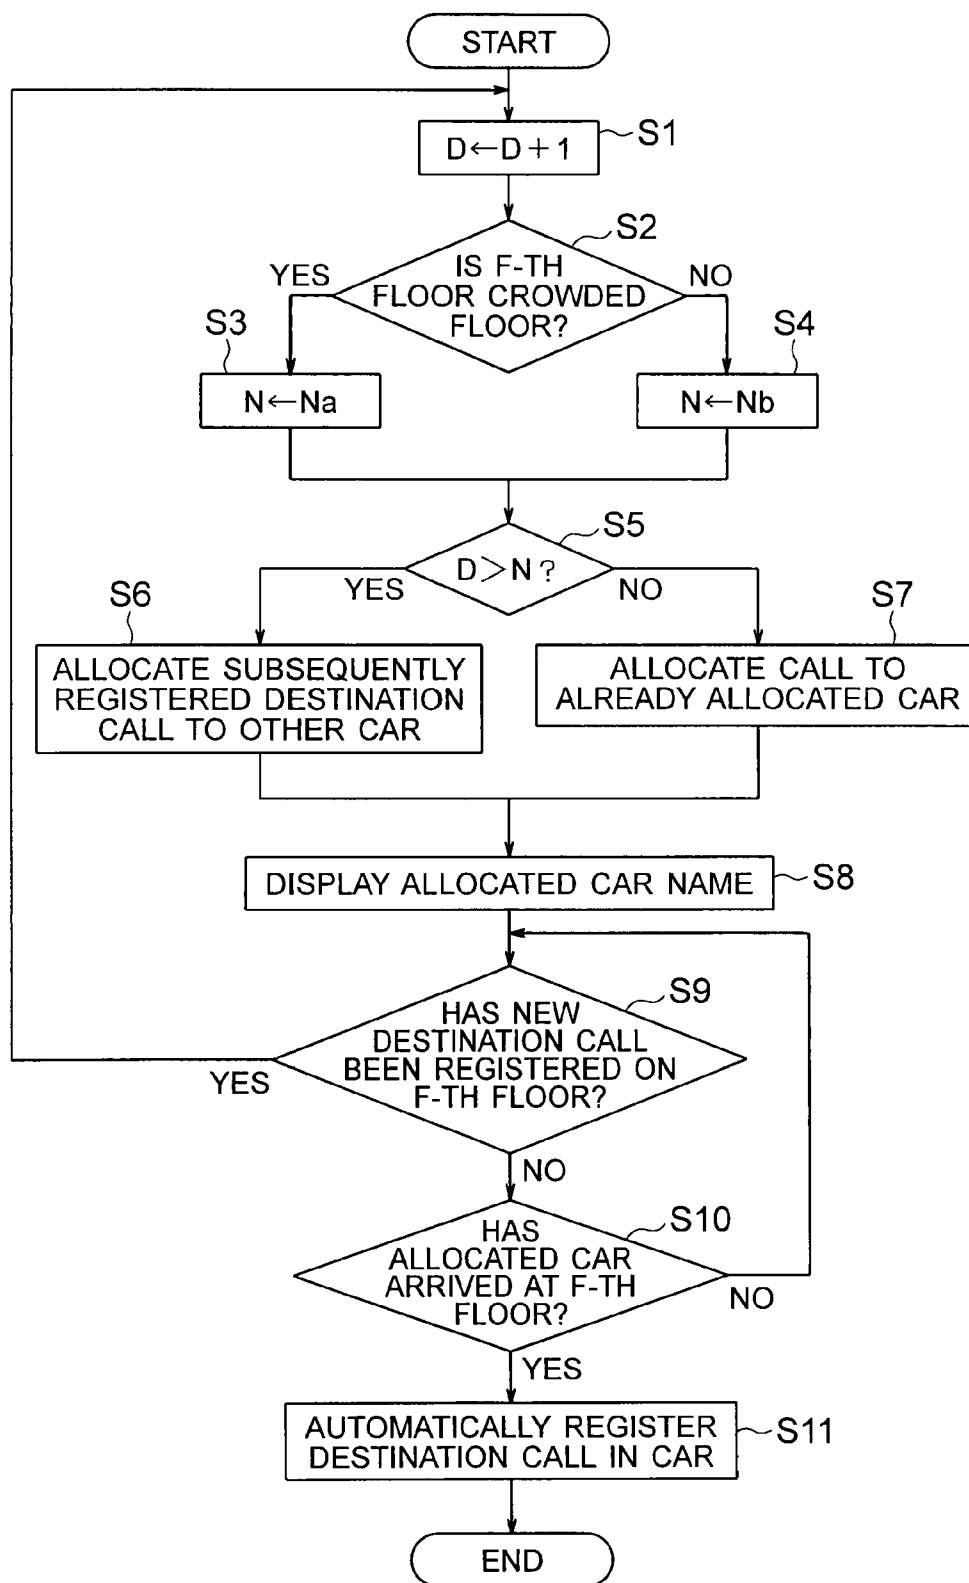 START
D←D+1
S1
S2
IS F-TH
FLOOR CROWDED
FLOOR?
YES
NO
S3
S4
N←Na
N←Nb
S5
D>N?
YES
NO
S6
S7
ALLOCATE SUBSEQUENTLY
REGISTERED DESTINATION
CALL TO OTHER CAR
ALLOCATE CALL TO
ALREADY ALLOCATED CAR
DISPLAY ALLOCATED CAR NAME
S8
S9
HAS NEW
DESTINATION CALL
BEEN REGISTERED ON
F-TH FLOOR?
YES
NO
S10
HAS
ALLOCATED CAR
ARRIVED AT F-TH
FLOOR?
NO
YES
AUTOMATICALLY REGISTER
DESTINATION CALL IN CAR
S11
END